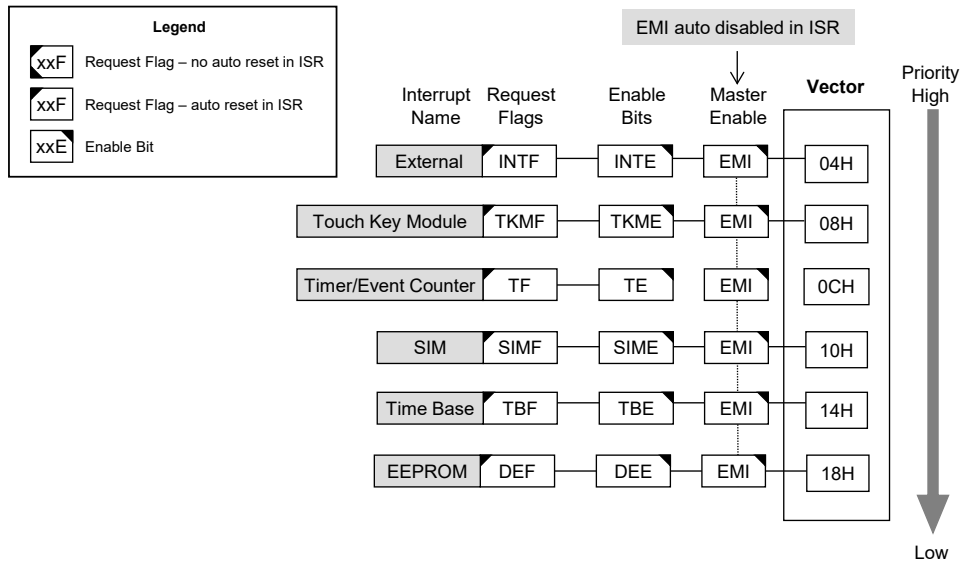 Legend
xxF Request Flag – no auto reset in ISR
xxF Request Flag – auto reset in ISR
xxE Enable Bit
EMI auto disabled in ISR
Interrupt Name
Request Flags
Enable Bits
Master Enable
Vector
Priority High
External INTF INTE EMI 04H
Touch Key Module TKMF TKME EMI 08H
Timer/Event Counter TF TE EMI 0CH
SIM SIMF SIME EMI 10H
Time Base TBF TBE EMI 14H
EEPROM DEF DEE EMI 18H
Low